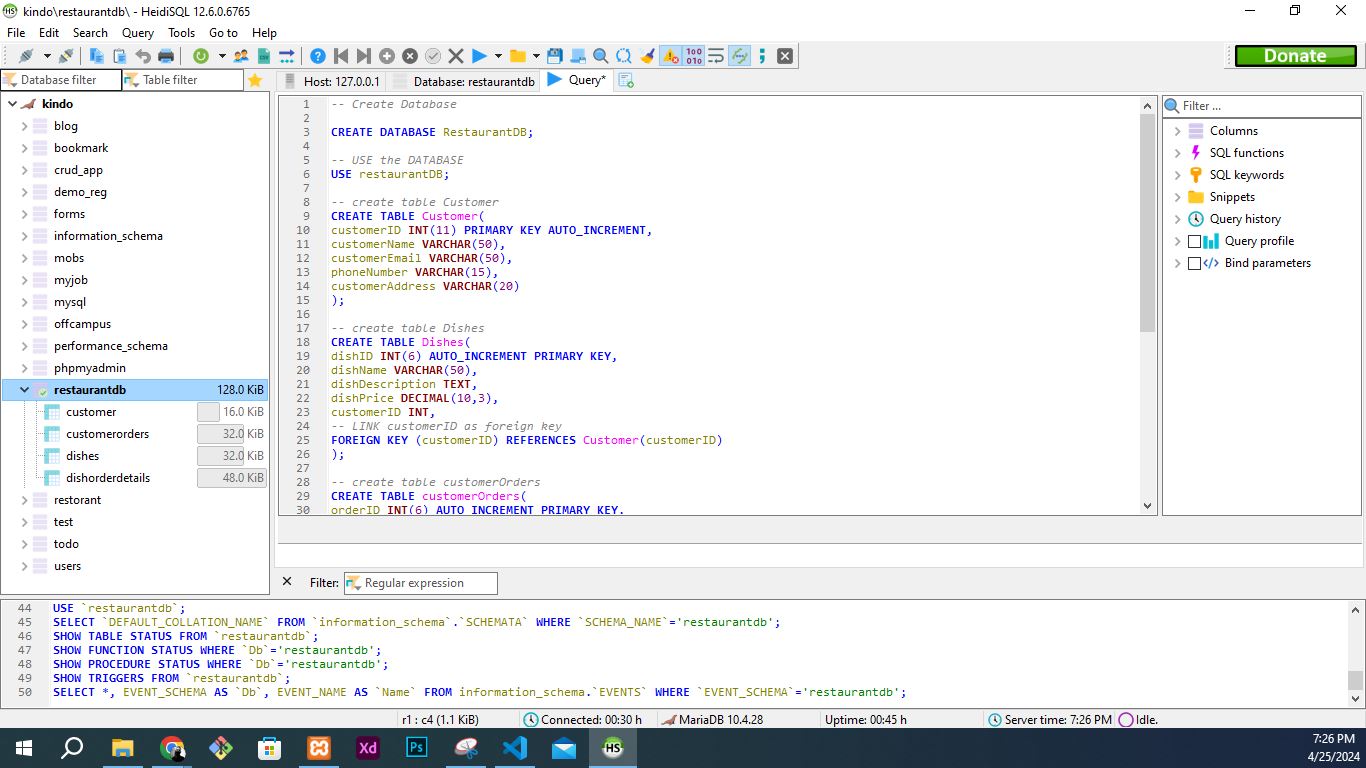 kindo\restaurantdb\ - HeidiSQL 12.6.0.6765
File Edit Search Query Tools Go to Help
Donate
Database filter
Table filter
Host: 127.0.0.1
Database: restaurantdb
Query*
kindo
blog
bookmark
crud_app
demo_reg
forms
information_schema
mobs
myjob
mysql
offcampus
performance_schema
phpmyadmin
restaurantdb 128.0 KiB
customer 16.0 KiB
customerorders 32.0 KiB
dishes 32.0 KiB
dishorderdetails 48.0 KiB
restorant
test
todo
users
1 -- Create Database
2
3 CREATE DATABASE RestaurantDB;
4
5 -- USE the DATABASE
6 USE restaurantDB;
7
8 -- create table Customer
9 CREATE TABLE Customer(
10 customerID INT(11) PRIMARY KEY AUTO_INCREMENT,
11 customerName VARCHAR(50),
12 customerEmail VARCHAR(50),
13 phoneNumber VARCHAR(15),
14 customerAddress VARCHAR(20)
15 );
16
17 -- create table Dishes
18 CREATE TABLE Dishes(
19 dishID INT(6) AUTO_INCREMENT PRIMARY KEY,
20 dishName VARCHAR(50),
21 dishDescription TEXT,
22 dishPrice DECIMAL(10,3),
23 customerID INT,
24 -- LINK customerID as foreign key
25 FOREIGN KEY (customerID) REFERENCES Customer(customerID)
26 );
27
28 -- create table customerOrders
29 CREATE TABLE customerOrders(
30 orderID INT(6) AUTO_INCREMENT PRIMARY KEY,
Filter ...
Columns
SQL functions
SQL keywords
Snippets
Query history
Query profile
Bind parameters
Filter: Regular expression
44 USE `restaurantdb`;
45 SELECT `DEFAULT_COLLATION_NAME` FROM `information_schema`.`SCHEMATA` WHERE `SCHEMA_NAME`='restaurantdb';
46 SHOW TABLE STATUS FROM `restaurantdb`;
47 SHOW FUNCTION STATUS WHERE `Db`='restaurantdb';
48 SHOW PROCEDURE STATUS WHERE `Db`='restaurantdb';
49 SHOW TRIGGERS FROM `restaurantdb`;
50 SELECT *, EVENT_SCHEMA AS `Db`, EVENT_NAME AS `Name` FROM information_schema.`EVENTS` WHERE `EVENT_SCHEMA`='restaurantdb';
r1 : c4 (1.1 KiB) Connected: 00:30 h MariaDB 10.4.28 Uptime: 00:45 h Server time: 7:26 PM Idle.
Xd Ps HS
7:26 PM
4/25/2024